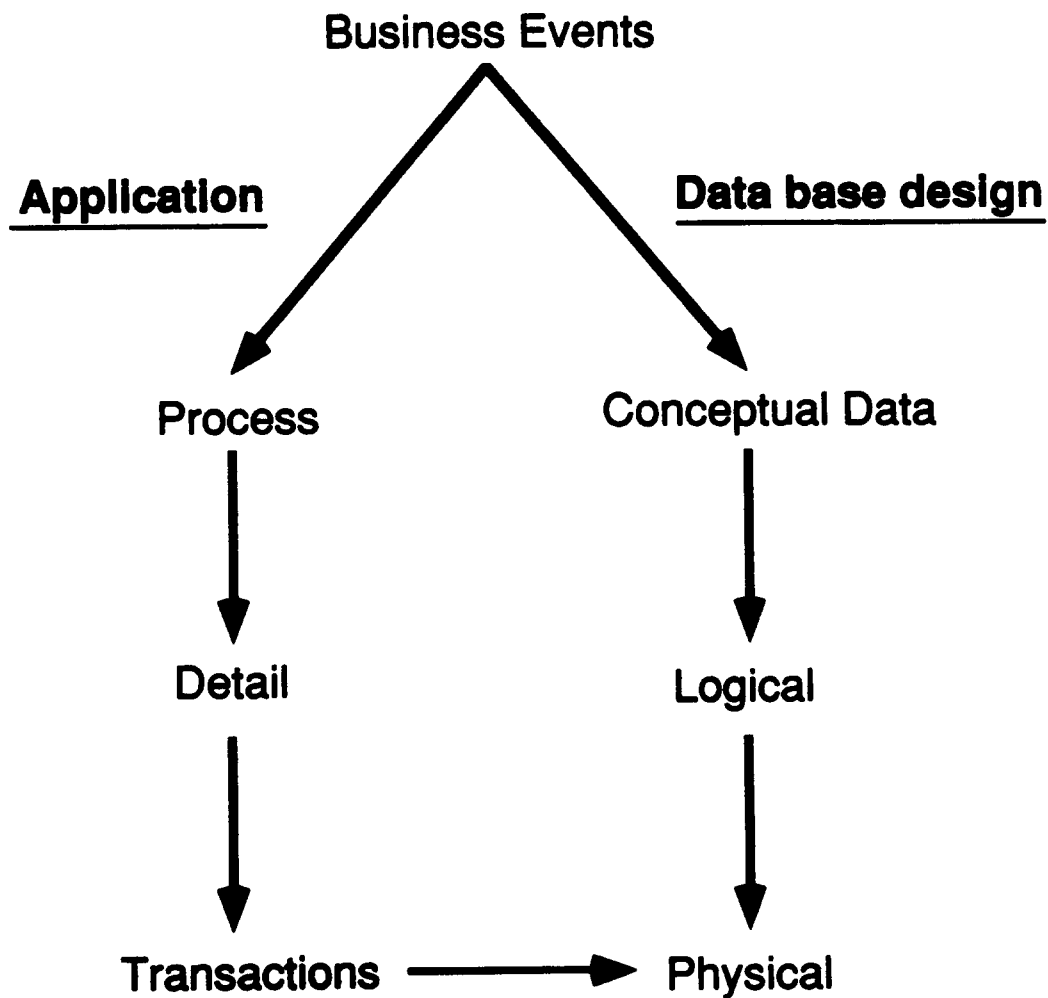 Business Events
Application
Data base design
Process
Conceptual Data
Detail
Logical
Transactions
Physical